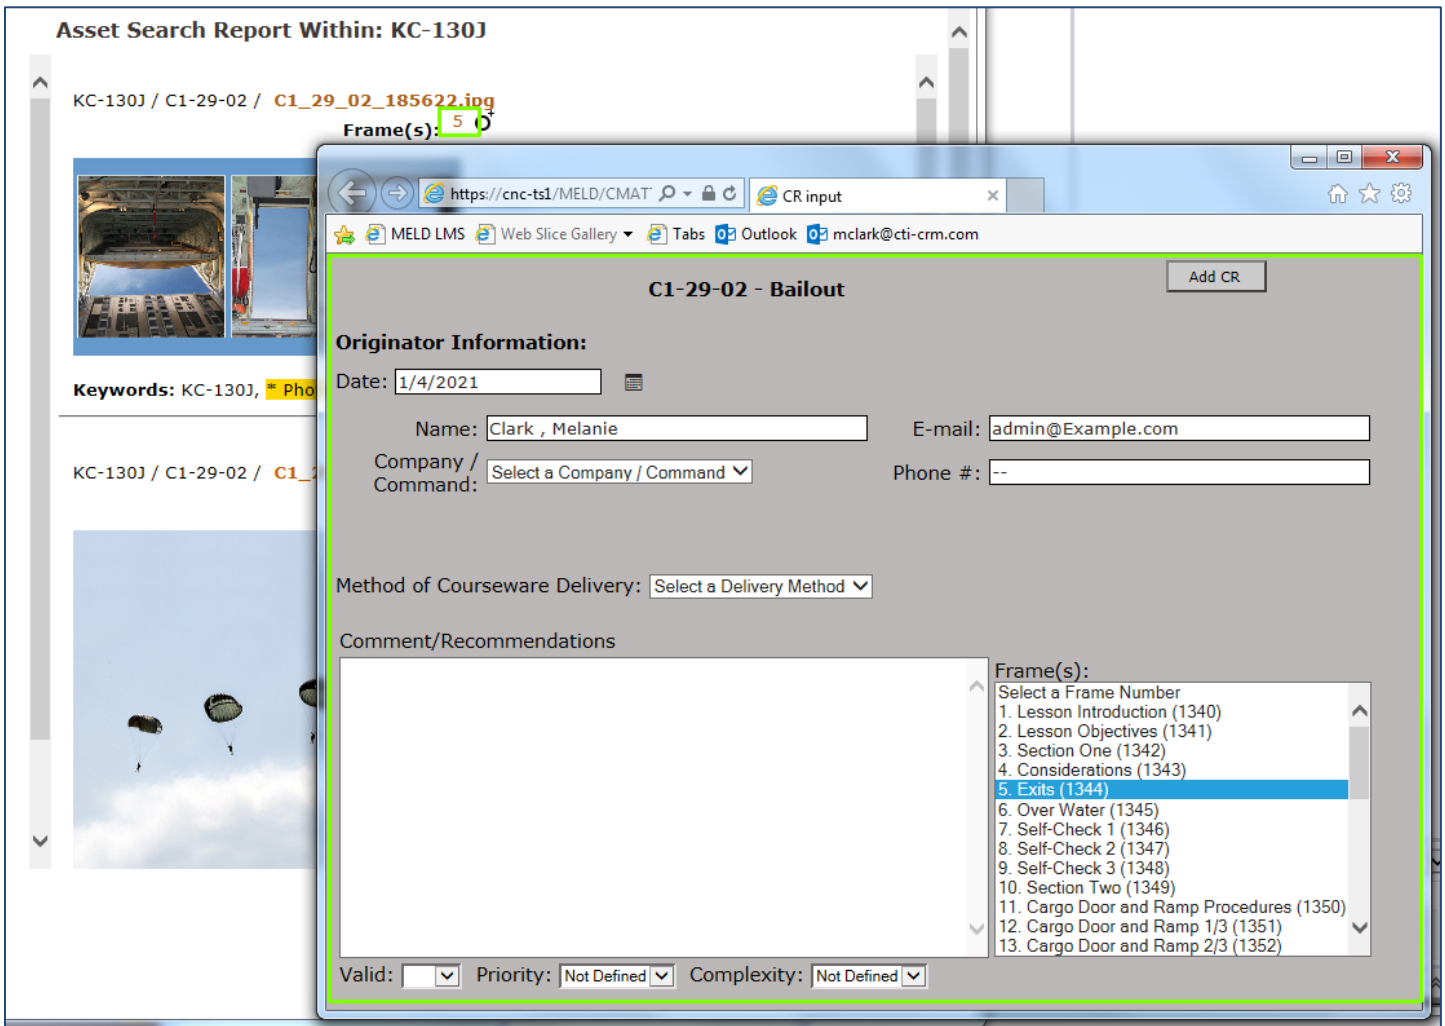 Asset Search Report Within: KC-130J
KC-130J / C1-29-02 / C1_29_02_185622.jpg
Frame(s): 5
https://cnc-ts1/MELD/CMAT
CR input
MELD LMS Web Slice Gallery Tabs Outlook mclark@cti-crm.com
C1-29-02 - Bailout
Add CR
Originator Information:
Date: 1/4/2021
Keywords: KC-130J, * Pho
Name: Clark , Melanie
E-mail: admin@Example.com
Company / Command: Select a Company / Command
Phone #: --
KC-130J / C1-29-02 / C1_2
Method of Courseware Delivery: Select a Delivery Method
Comment/Recommendations
Frame(s):
Select a Frame Number
1. Lesson Introduction (1340)
2. Lesson Objectives (1341)
3. Section One (1342)
4. Considerations (1343)
5. Exits (1344)
6. Over Water (1345)
7. Self-Check 1 (1346)
8. Self-Check 2 (1347)
9. Self-Check 3 (1348)
10. Section Two (1349)
11. Cargo Door and Ramp Procedures (1350)
12. Cargo Door and Ramp 1/3 (1351)
13. Cargo Door and Ramp 2/3 (1352)
Valid: Priority: Not Defined Complexity: Not Defined